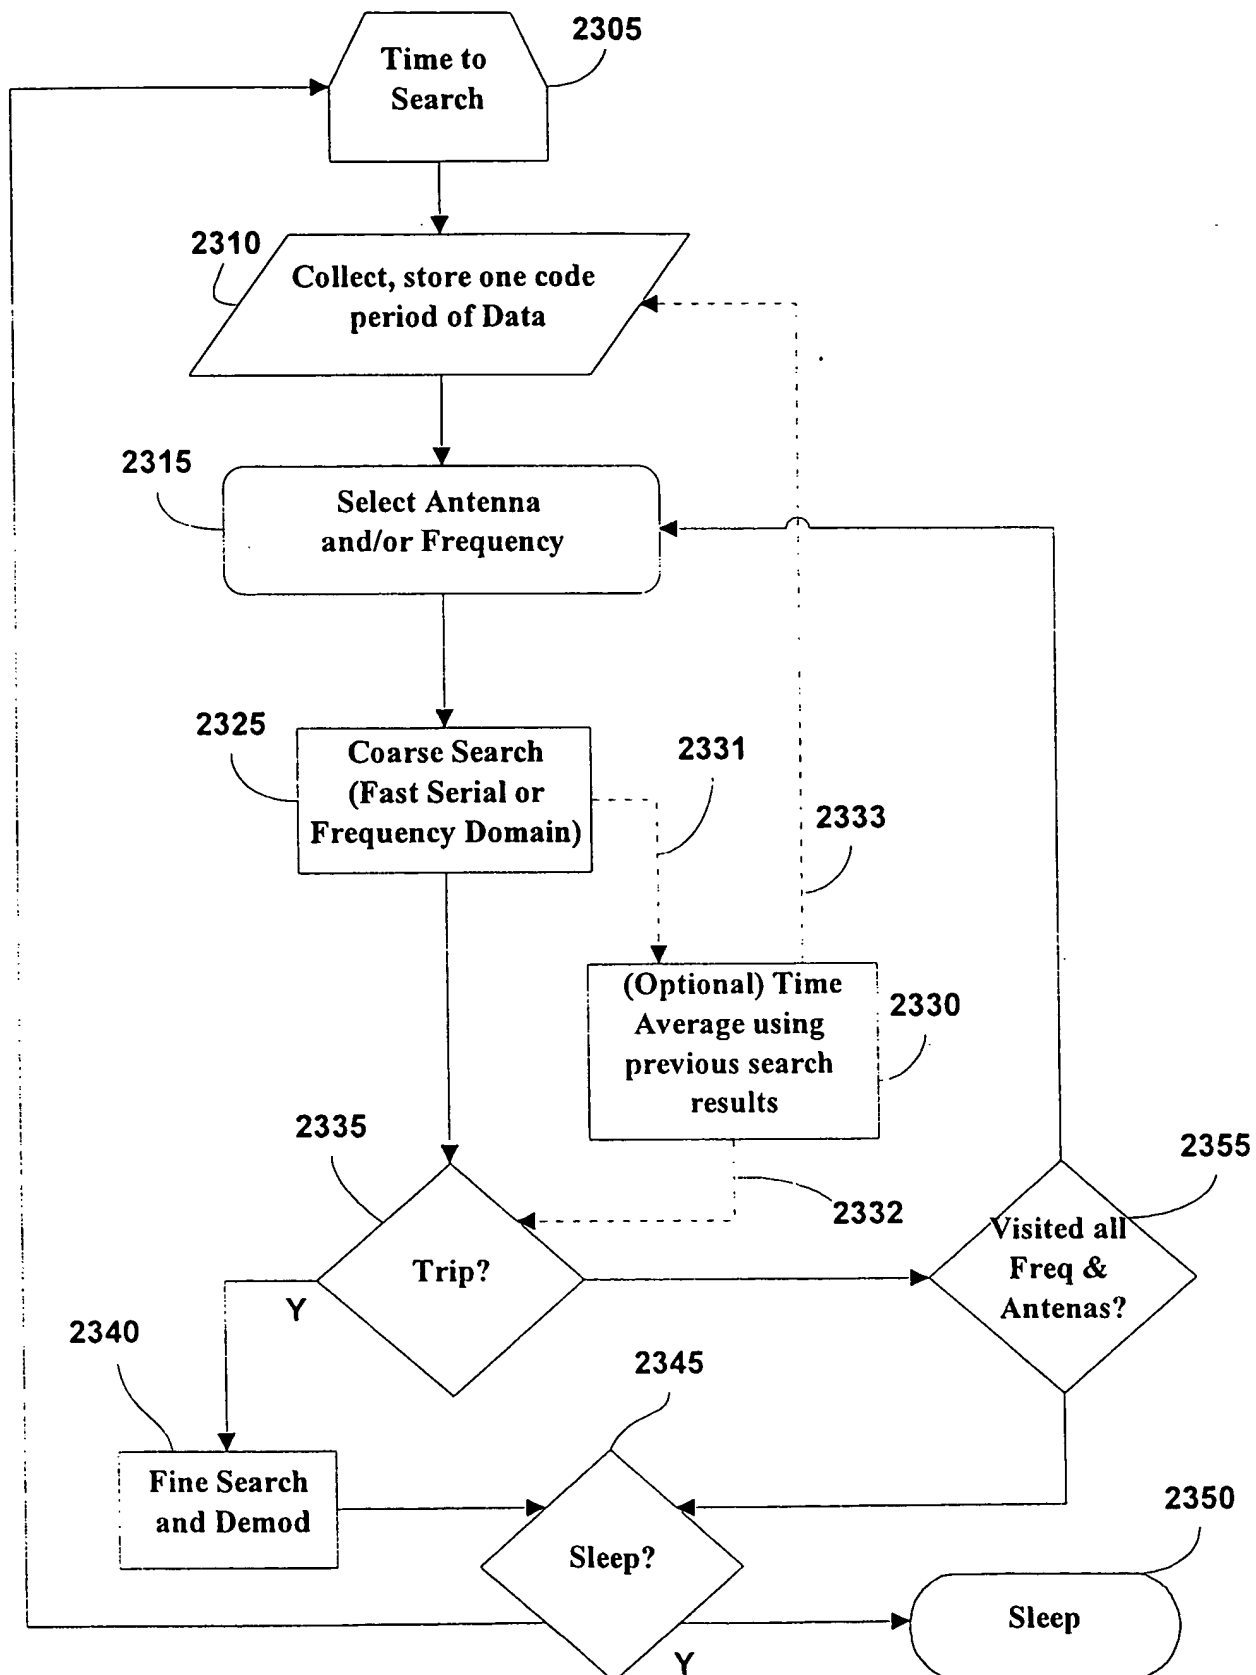 2305
Time to
Search
2310
Collect, store one code
period of Data
2315
Select Antenna
and/or Frequency
2325
Coarse Search
(Fast Serial or
Frequency Domain)
2331
2333
(Optional) Time
Average using
previous search
results
2330
2335
2332
2355
Trip?
Y
Visited all
Freq &
Antenas?
2340
Fine Search
and Demod
2345
Sleep?
Y
2350
Sleep